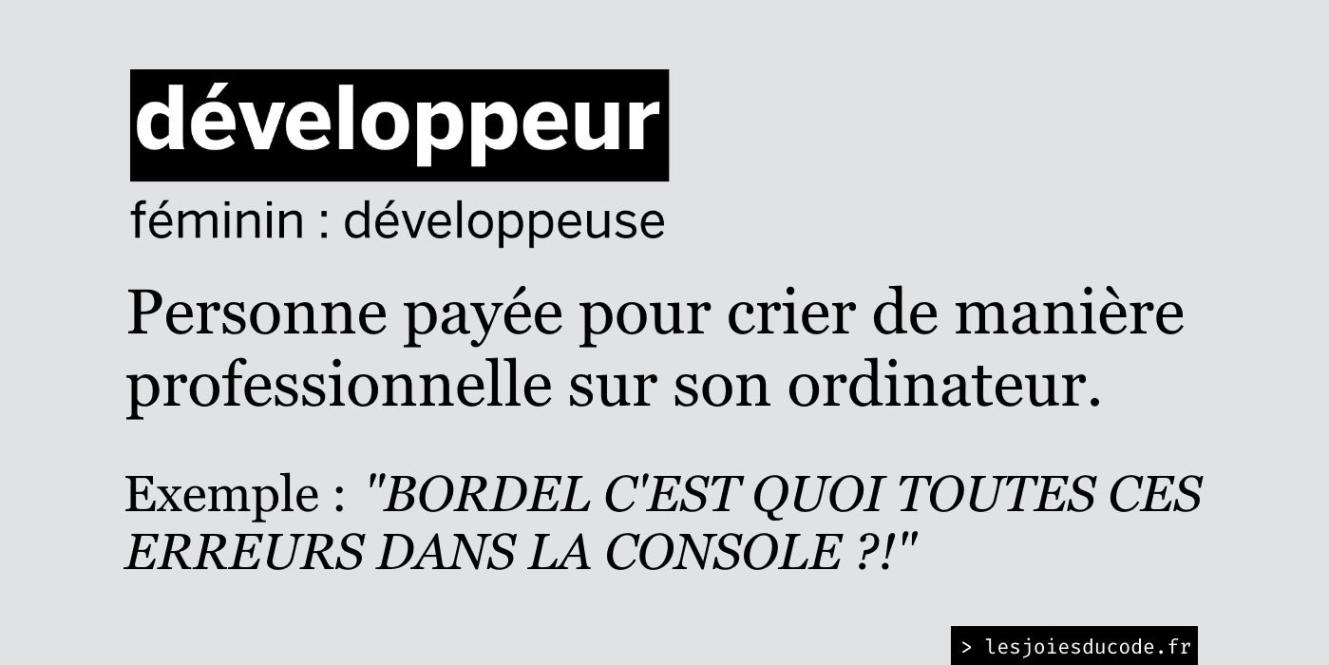 développeur
féminin : développeuse
Personne payée pour crier de manière
professionnelle sur son ordinateur.
Exemple : "BORDEL C'EST QUOI TOUTES CES
ERREURS DANS LA CONSOLE ?!"
> lesjoiesducode.fr